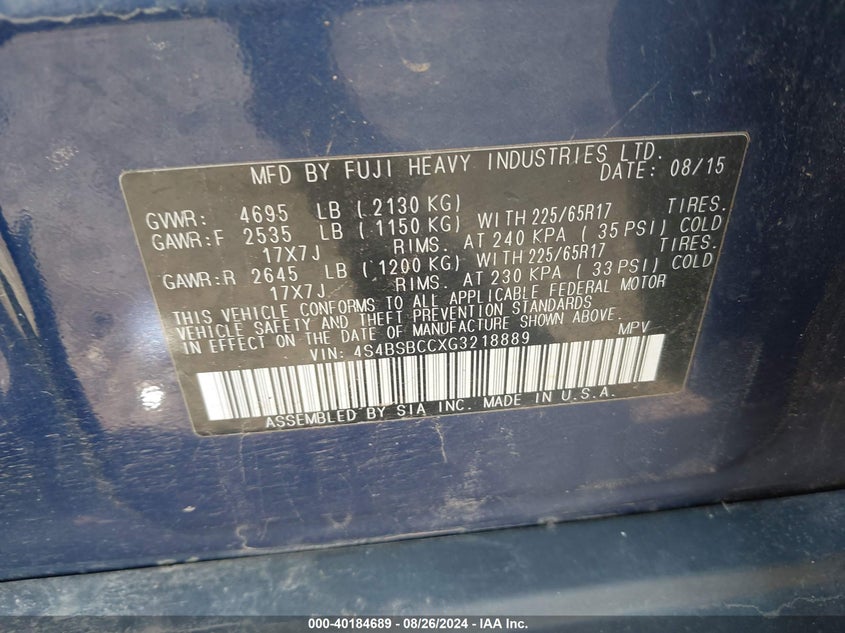 MFD BY FUJI HEAVY INDUSTRIES LTD.
DATE: 08/15
GVWR: 4695 LB ( 2130 KG)
GAWR:F 2535 LB ( 1150 KG) WITH 225/65R17 TIRES.
17X7J RIMS. AT 240 KPA ( 35 PSI) COLD
GAWR:R 2645 LB ( 1200 KG) WITH 225/65R17 TIRES.
17X7J RIMS. AT 230 KPA ( 33 PSI) COLD
THIS VEHICLE CONFORMS TO ALL APPLICABLE FEDERAL MOTOR
VEHICLE SAFETY AND THEFT PREVENTION STANDARDS
IN EFFECT ON DATE OF MANUFACTURE SHOWN ABOVE.
VIN: 4S4BSBCCXG3218889 MPV
ASSEMBLED BY SIA INC. MADE IN U.S.A.
000-40184689 - 08/26/2024 - IAA Inc.